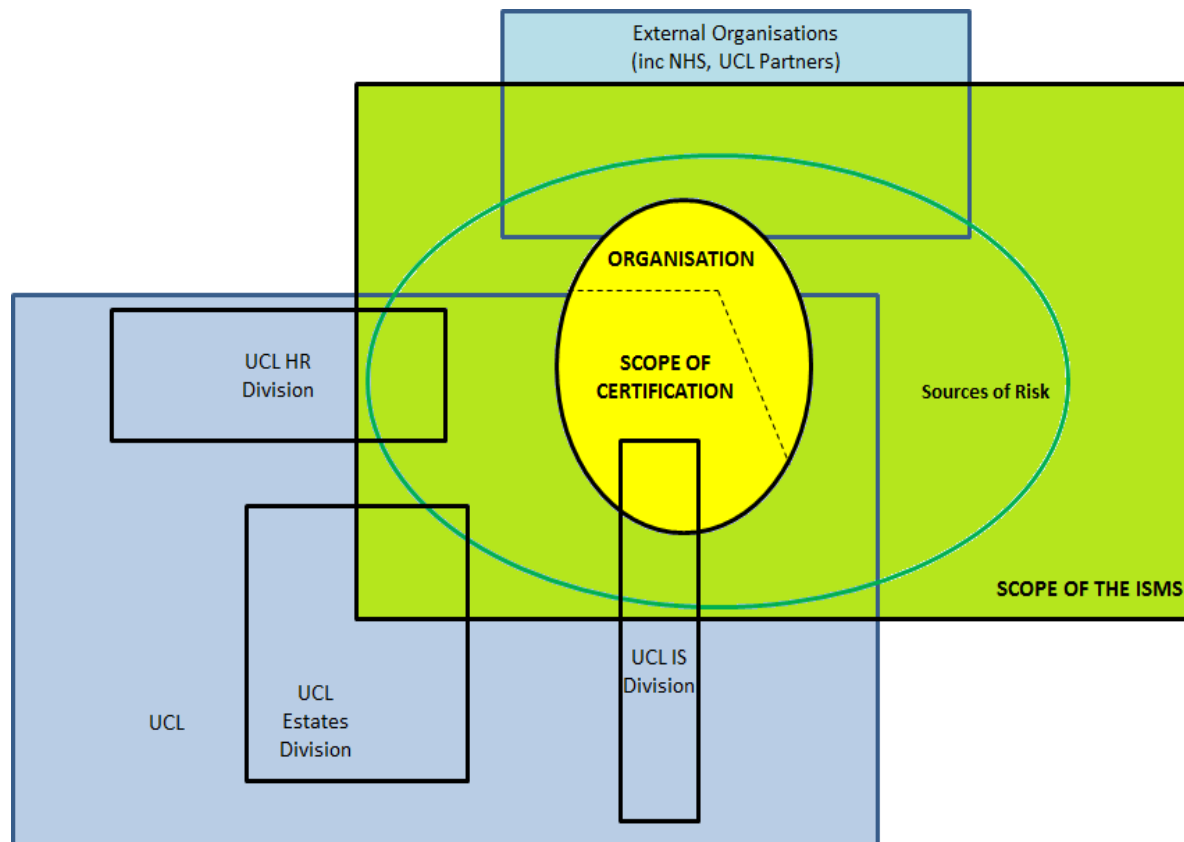 External Organisations
(inc NHS, UCL Partners)
ORGANISATION
SCOPE OF
CERTIFICATION
UCL HR
Division
Sources of Risk
SCOPE OF THE ISMS
UCL IS
Division
UCL
UCL
Estates
Division